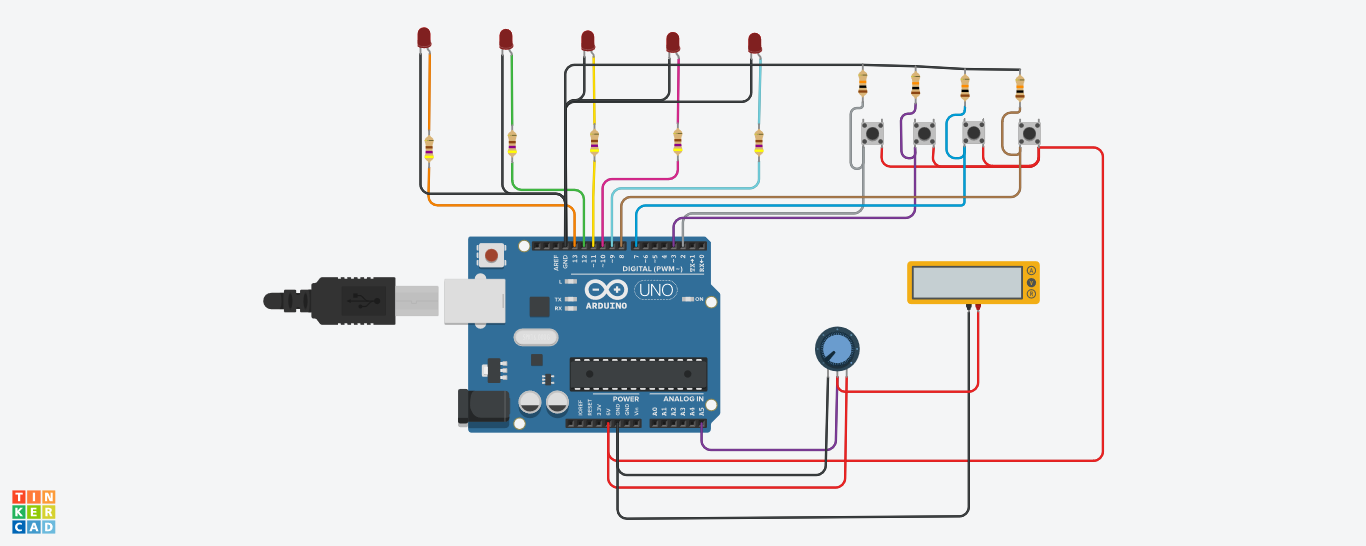 AREF
GND
13
12
~11
~10
~9
8
7
~6
~5
4
~3
2
TX→1
RX←0
DIGITAL (PWM~)
L
TX
RX
ARDUINO
UNO
ON
A
V
R
POWER
ANALOG IN
IOREF
RESET
3.3V
5V
GND
GND
Vin
A0
A1
A2
A3
A4
A5
TIN
KER
CAD